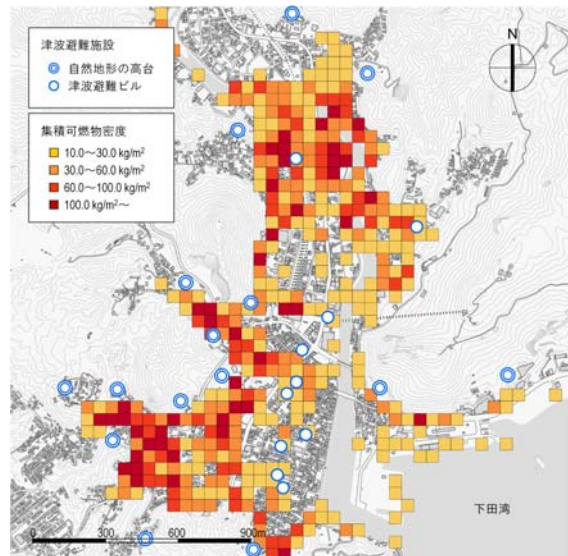 津波避難施設
自然地形の高台
津波避難ビル
N
集積可燃物密度
10.0〜30.0 kg/m²
30.0〜60.0 kg/m²
60.0〜100.0 kg/m²
100.0 kg/m²〜
下田湾
0 300 600 900m